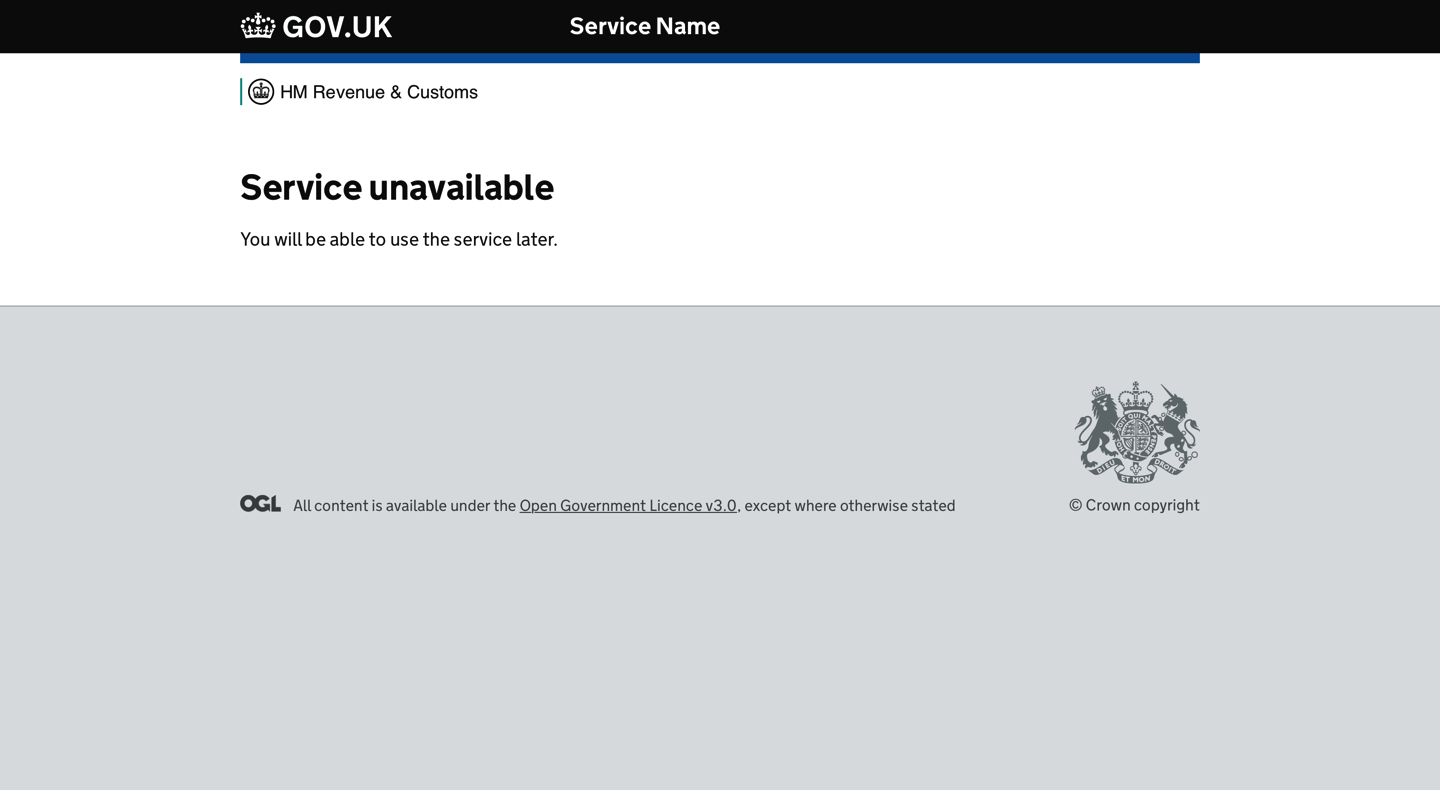 GOV.UK
Service Name
HM Revenue & Customs
Service unavailable
You will be able to use the service later.
DIEU ET MON DROIT
OGL All content is available under the Open Government Licence v3.0, except where otherwise stated
© Crown copyright